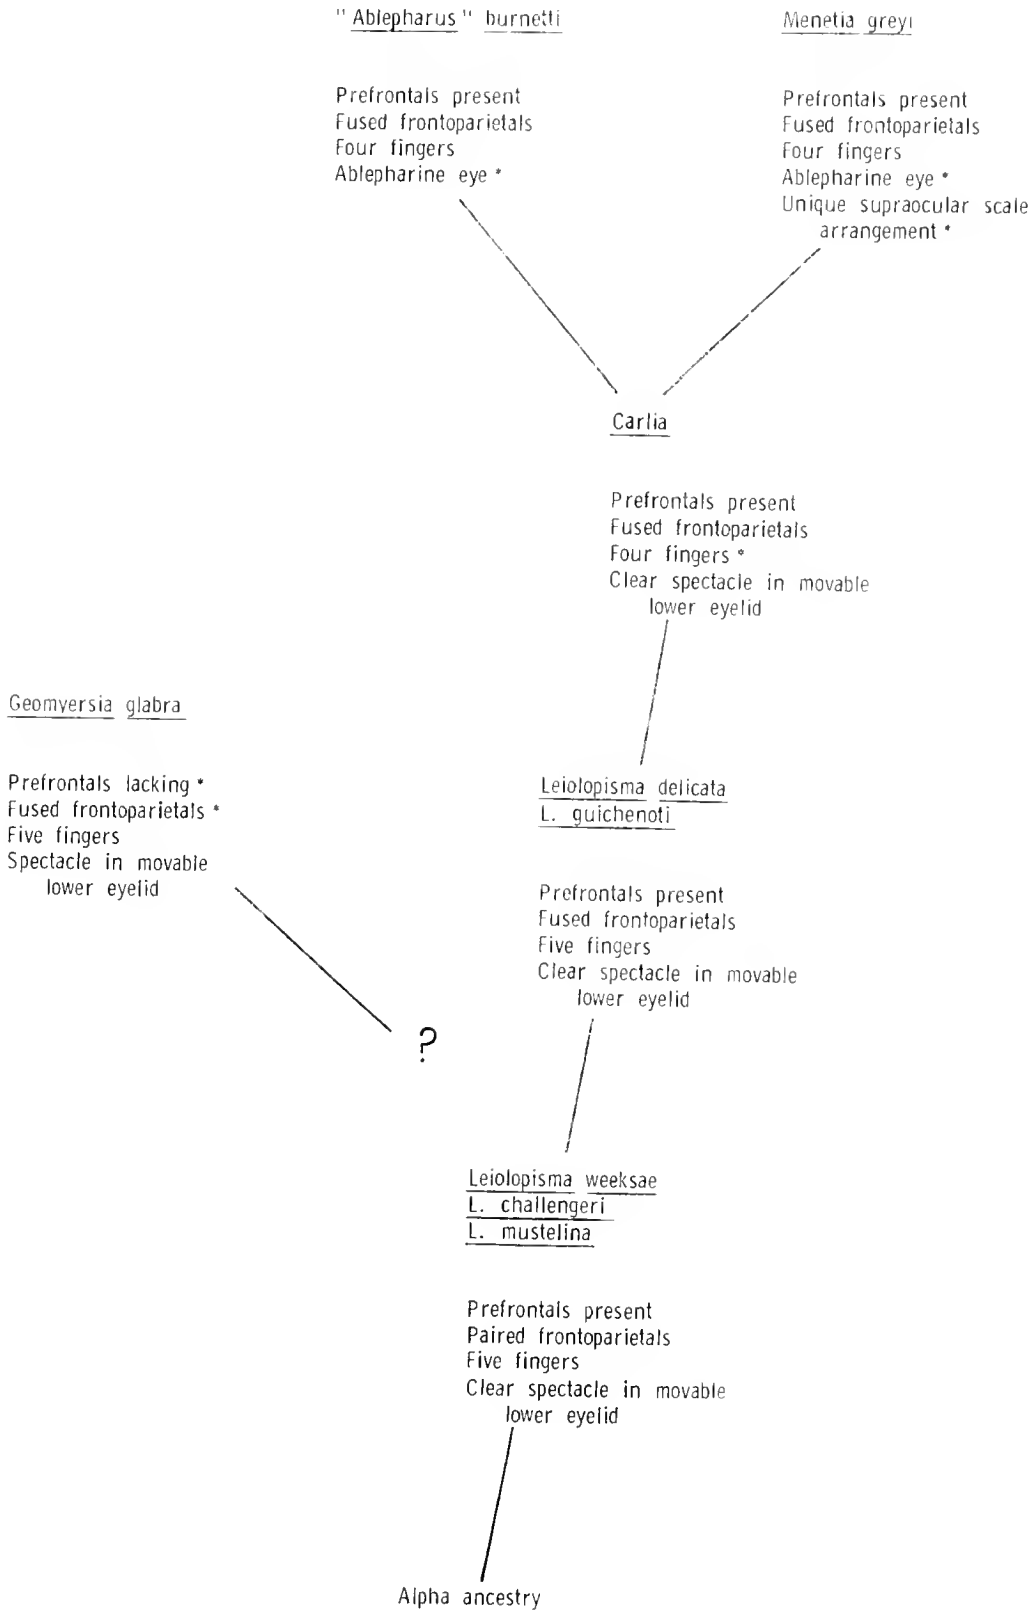 "Ablepharus" burnetti
Prefrontals present
Fused frontoparietals
Four fingers
Ablepharine eye *
Menetia greyi
Prefrontals present
Fused frontoparietals
Four fingers
Ablepharine eye *
Unique supraocular scale
arrangement *
Carlia
Prefrontals present
Fused frontoparietals
Four fingers *
Clear spectacle in movable
lower eyelid
Geomyersia glabra
Prefrontals lacking *
Fused frontoparietals *
Five fingers
Spectacle in movable
lower eyelid
Leiolopisma delicata
L. guichenoti
Prefrontals present
Fused frontoparietals
Five fingers
Clear spectacle in movable
lower eyelid
?
Leiolopisma weeksae
L. challengeri
L. mustelina
Prefrontals present
Paired frontoparietals
Five fingers
Clear spectacle in movable
lower eyelid
Alpha ancestry